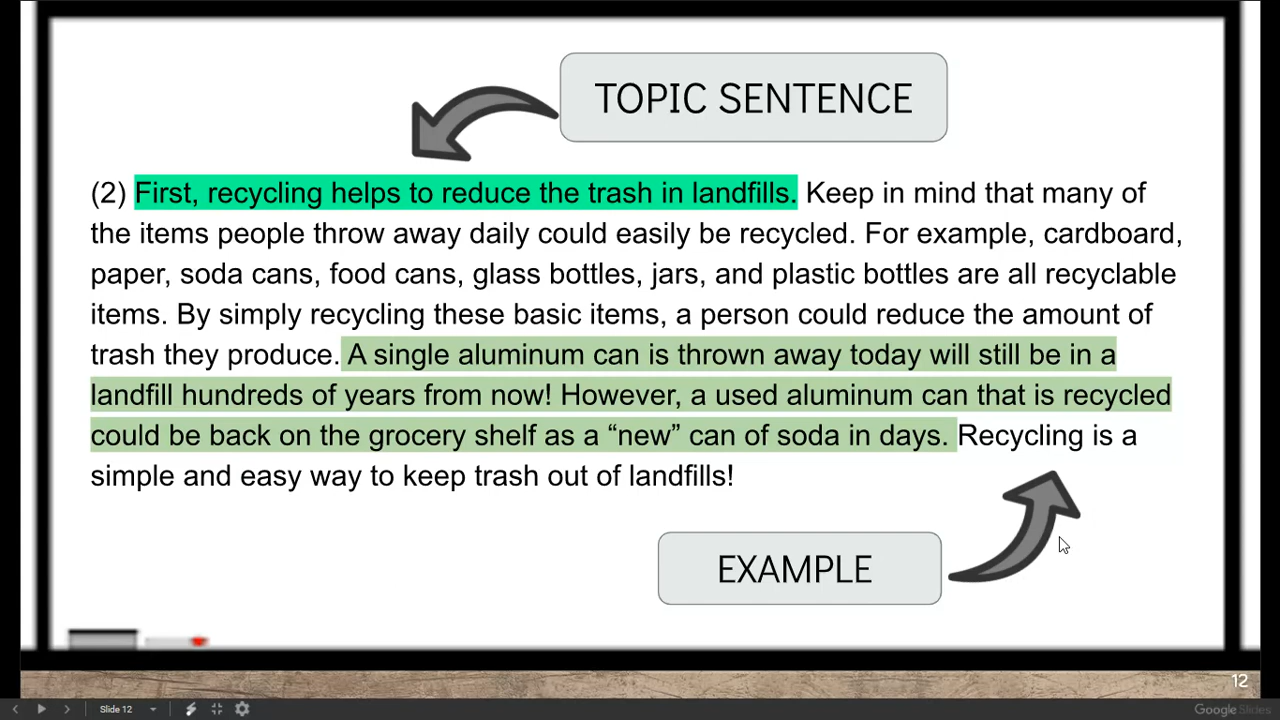 TOPIC SENTENCE
(2) First, recycling helps to reduce the trash in landfills. Keep in mind that many of
the items people throw away daily could easily be recycled. For example, cardboard,
paper, soda cans, food cans, glass bottles, jars, and plastic bottles are all recyclable
items. By simply recycling these basic items, a person could reduce the amount of
trash they produce. A single aluminum can is thrown away today will still be in a
landfill hundreds of years from now! However, a used aluminum can that is recycled
could be back on the grocery shelf as a “new” can of soda in days. Recycling is a
simple and easy way to keep trash out of landfills!
EXAMPLE
12
Slide 12
Google Slides